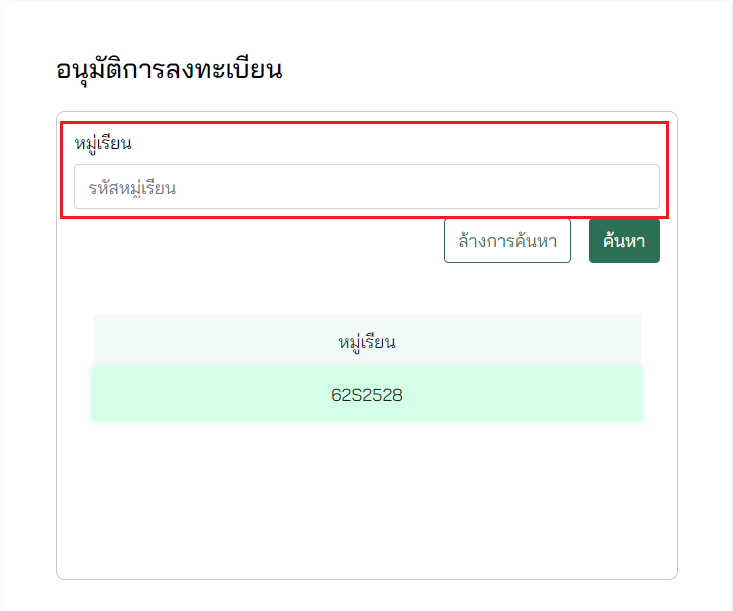 อนุมัติการลงทะเบียน
หมู่เรียน
รหัสหมู่เรียน
ล้างการค้นหา ค้นหา
หมู่เรียน
62S2528